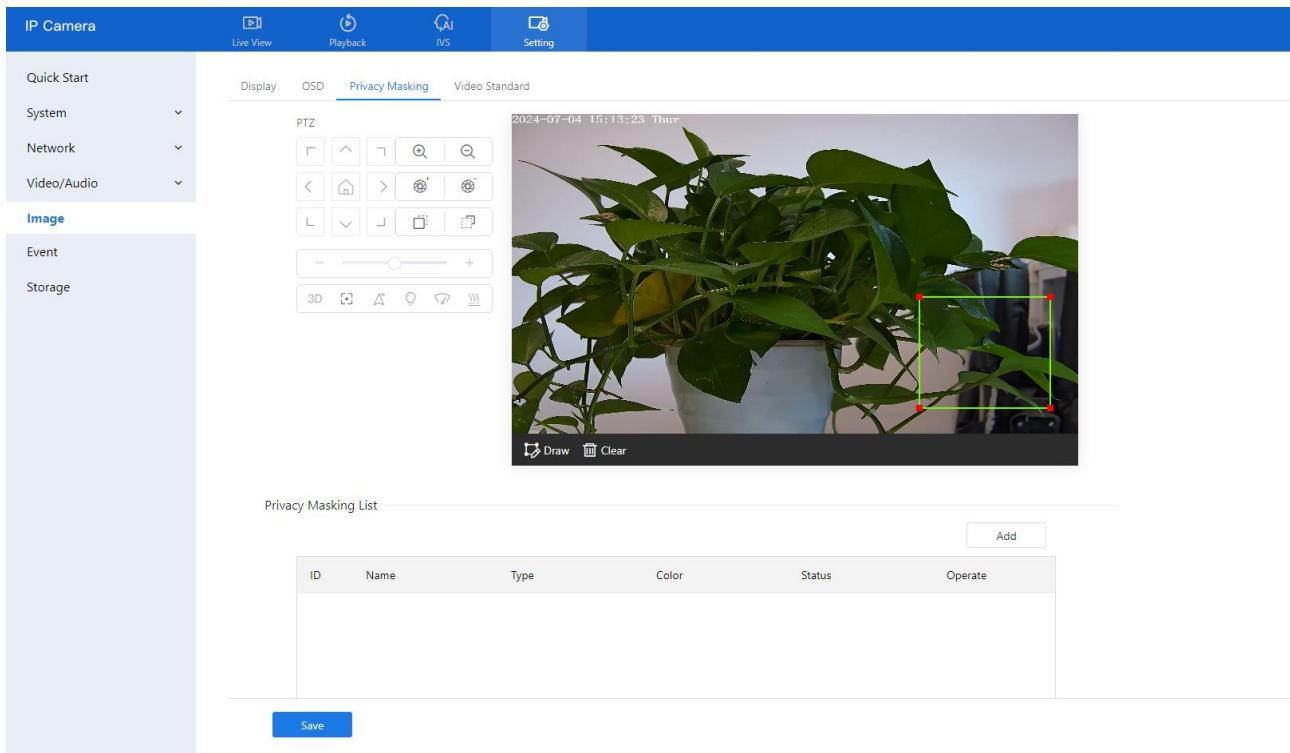 IP Camera
Live View
Playback
AI
IVS
Setting
Quick Start
System
Network
Video/Audio
Image
Event
Storage
Display
OSD
Privacy Masking
Video Standard
PTZ
3D
2024-07-04 15:13:23 Thur
Draw
Clear
Privacy Masking List
Add
ID Name Type Color Status Operate
Save